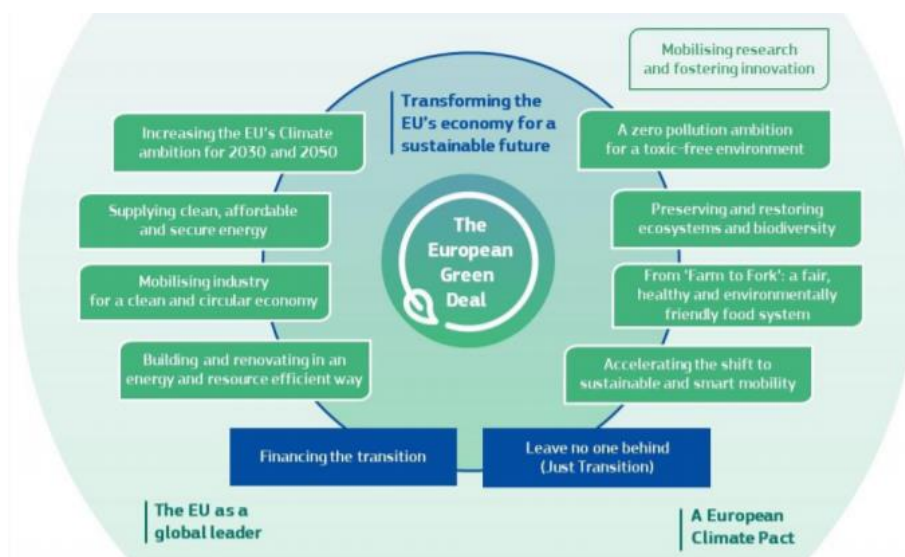 Mobilising research
and fostering innovation
Transforming the
EU's economy for a
sustainable future
Increasing the EU's Climate
ambition for 2030 and 2050
A zero pollution ambition
for a toxic-free environment
Supplying clean, affordable
and secure energy
Preserving and restoring
ecosystems and biodiversity
The
European
Green
Deal
Mobilising industry
for a clean and circular economy
From 'Farm to Fork': a fair,
healthy and environmentally
friendly food system
Building and renovating in an
energy and resource efficient way
Accelerating the shift to
sustainable and smart mobility
Financing the transition
Leave no one behind
(Just Transition)
The EU as a
global leader
A European
Climate Pact